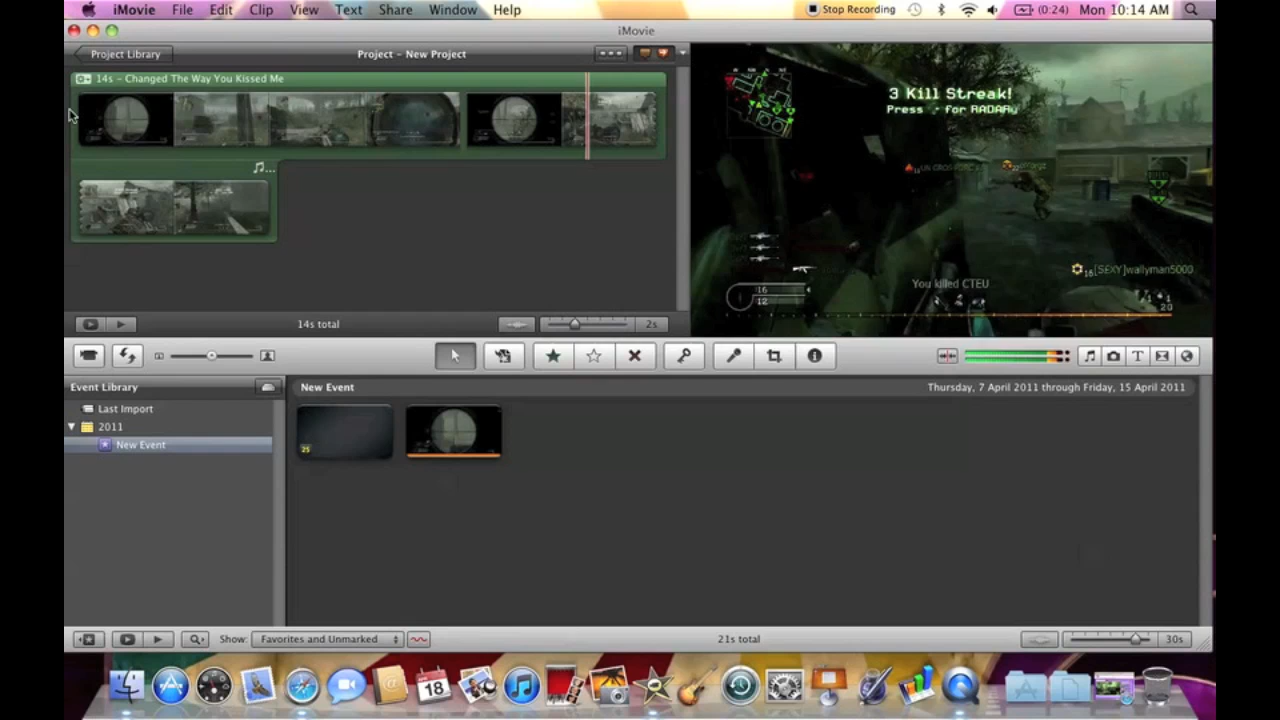 iMovie File Edit Clip View Text Share Window Help Stop Recording (0:24) Mon 10:14 AM
iMovie
Project Library Project - New Project
14s - Changed The Way You Kissed Me
3 Kill Streak!
for RADAR
[SEXY]wallyman5000
You killed CTEU
16
12
20
14s total 2s
Event Library New Event Thursday, 7 April 2011 through Friday, 15 April 2011
Last Import
2011
New Event
Show: Favorites and Unmarked 21s total 30s
18